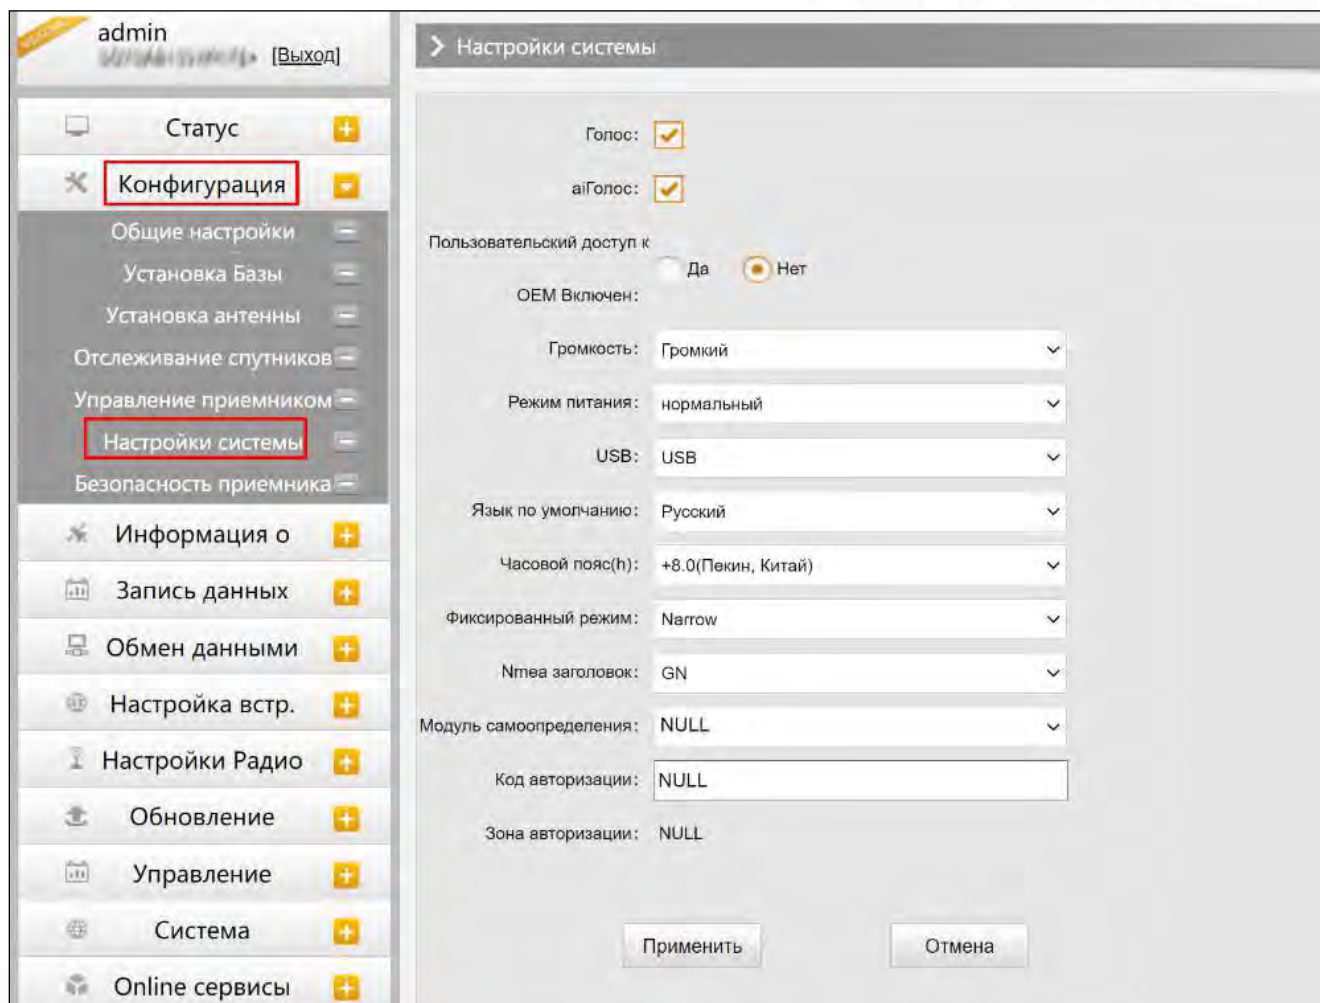 admin
[Выход]
Статус
Конфигурация
Общие настройки
Установка Базы
Установка антенны
Отслеживание спутников
Управление приемником
Настройки системы
Безопасность приемника
Информация о
Запись данных
Обмен данными
Настройка встр.
Настройки Радио
Обновление
Управление
Система
Online сервисы
Настройки системы
Голос:
aiГолос:
Пользовательский доступ к
Да Нет
OEM Включен:
Громкость: Громкий
Режим питания: нормальный
USB: USB
Язык по умолчанию: Русский
Часовой пояс(h): +8.0(Пекин, Китай)
Фиксированный режим: Narrow
Nmea заголовок: GN
Модуль самоопределения: NULL
Код авторизации: NULL
Зона авторизации: NULL
Применить Отмена